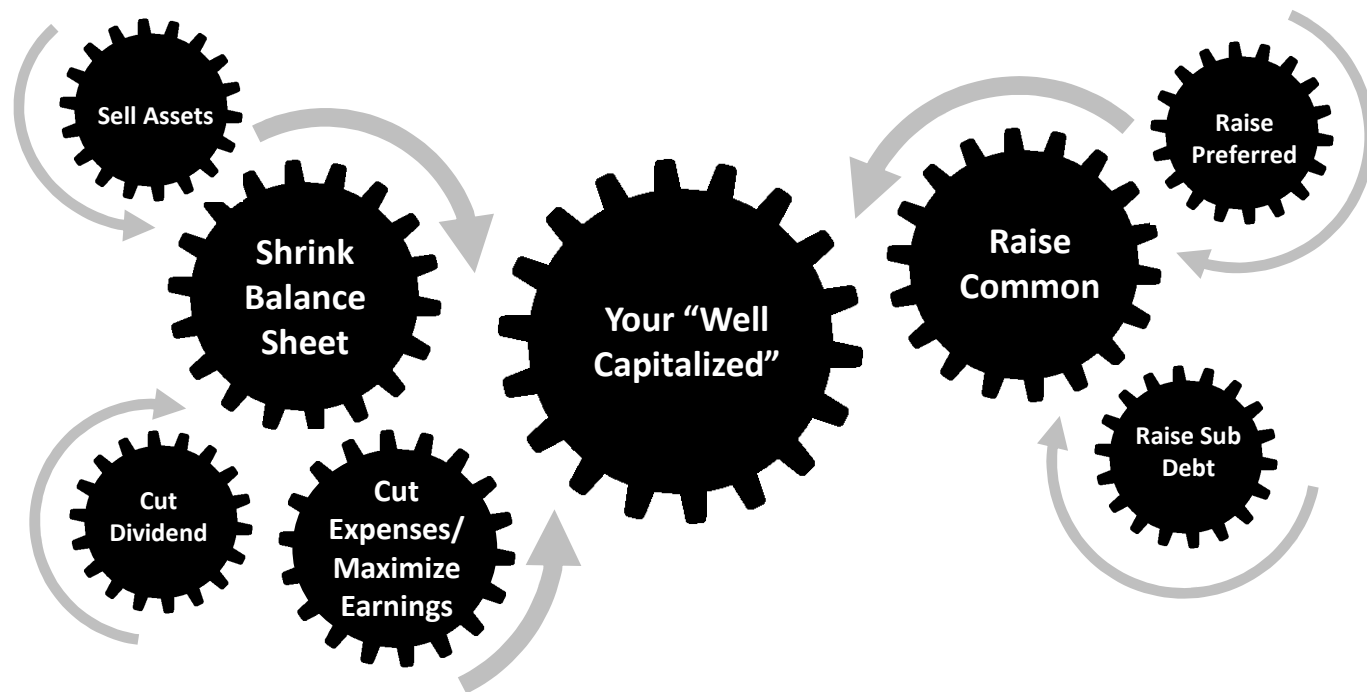 Sell Assets
Shrink
Balance
Sheet
Cut
Dividend
Cut
Expenses/
Maximize
Earnings
Your “Well
Capitalized”
Raise
Common
Raise
Preferred
Raise Sub
Debt